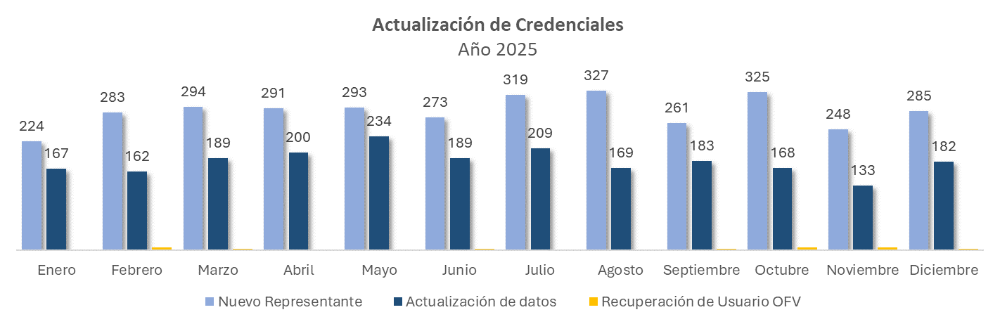 Actualización de Credenciales
Año 2025
224 167 283 162 294 189 291 200 293 234 273 189 319 209 327 169 261 183 325 168 248 133 285 182
Enero Febrero Marzo Abril Mayo Junio Julio Agosto Septiembre Octubre Noviembre Diciembre
Nuevo Representante Actualización de datos Recuperación de Usuario OFV